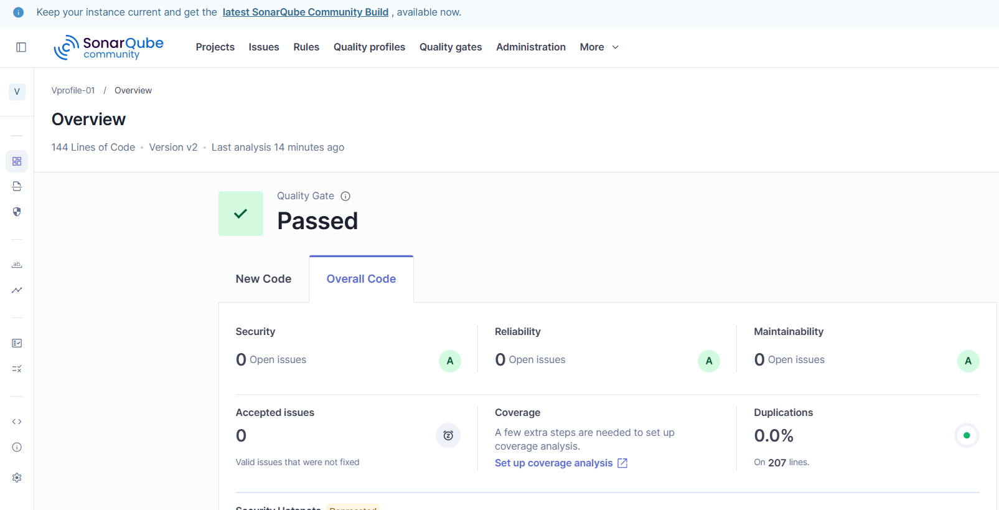 Keep your instance current and get the latest SonarQube Community Build , available now.
SonarQube community
Projects Issues Rules Quality profiles Quality gates Administration More
V
Vprofile-01 / Overview
Overview
144 Lines of Code • Version v2 • Last analysis 14 minutes ago
Quality Gate
Passed
New Code Overall Code
Security Reliability Maintainability
0 Open issues A 0 Open issues A 0 Open issues A
Accepted issues Coverage Duplications
0 A few extra steps are needed to set up 0.0%
coverage analysis.
Valid issues that were not fixed Set up coverage analysis On 207 lines.
ab
Security Hotspots Deprecated